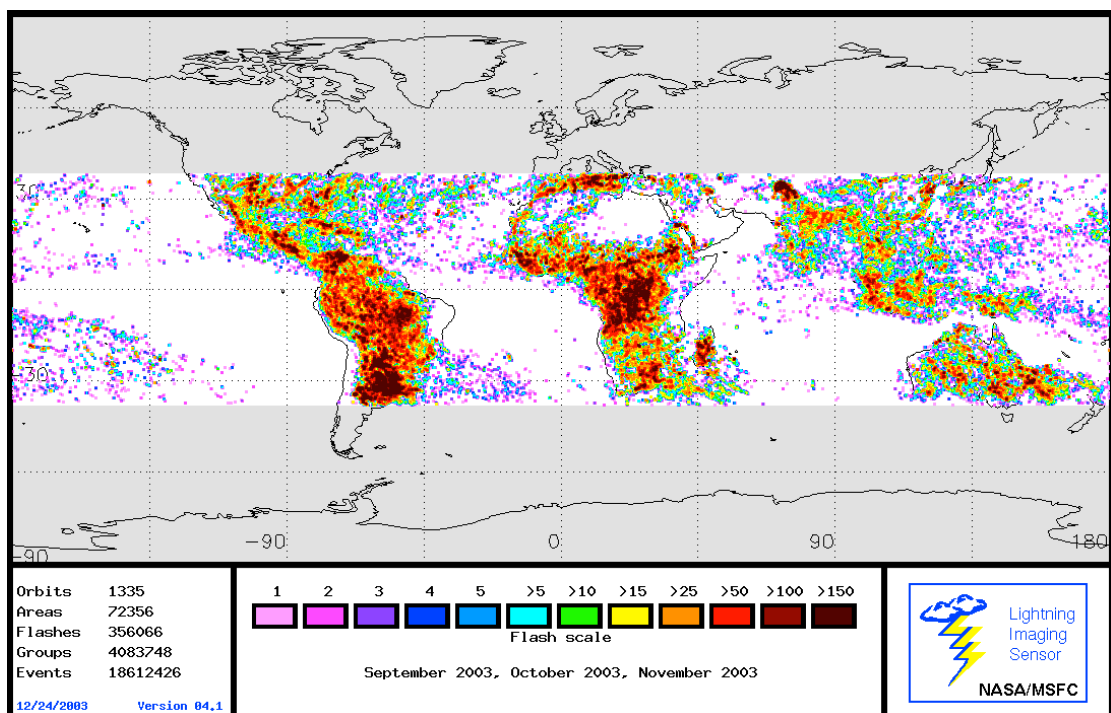 30
30
-90
-90 0 90 180
Orbits 1335
Areas 72356
Flashes 356066
Groups 4083748
Events 18612426
12/24/2003 Version 04.1
1 2 3 4 5 >5 >10 >15 >25 >50 >100 >150
Flash scale
September 2003, October 2003, November 2003
Lightning
Imaging
Sensor
NASA/MSFC